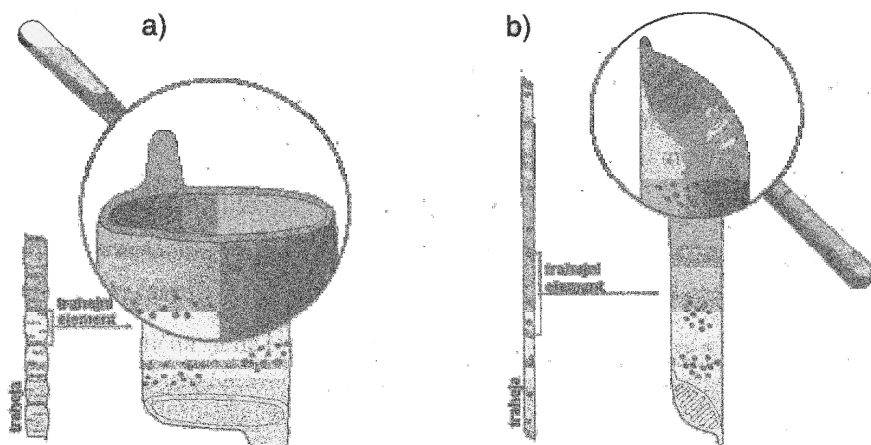 a)
trahejni
element
traheja
b)
trahejni
element
traheja